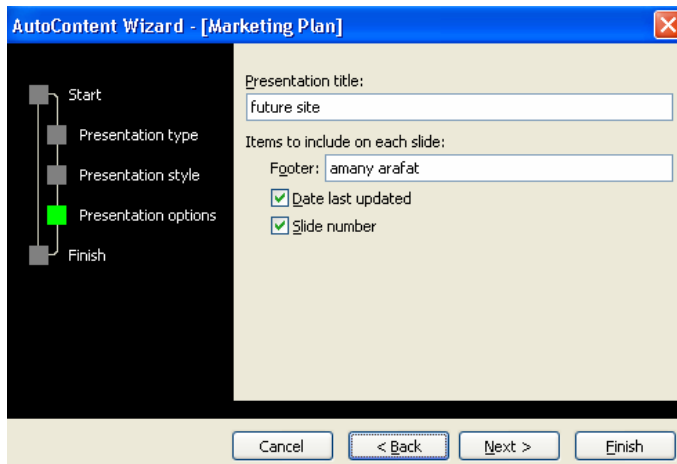 AutoContent Wizard - [Marketing Plan]
Start
Presentation type
Presentation style
Presentation options
Finish
Presentation title:
future site
Items to include on each slide:
Footer: amany arafat
Date last updated
Slide number
Cancel < Back Next > Finish